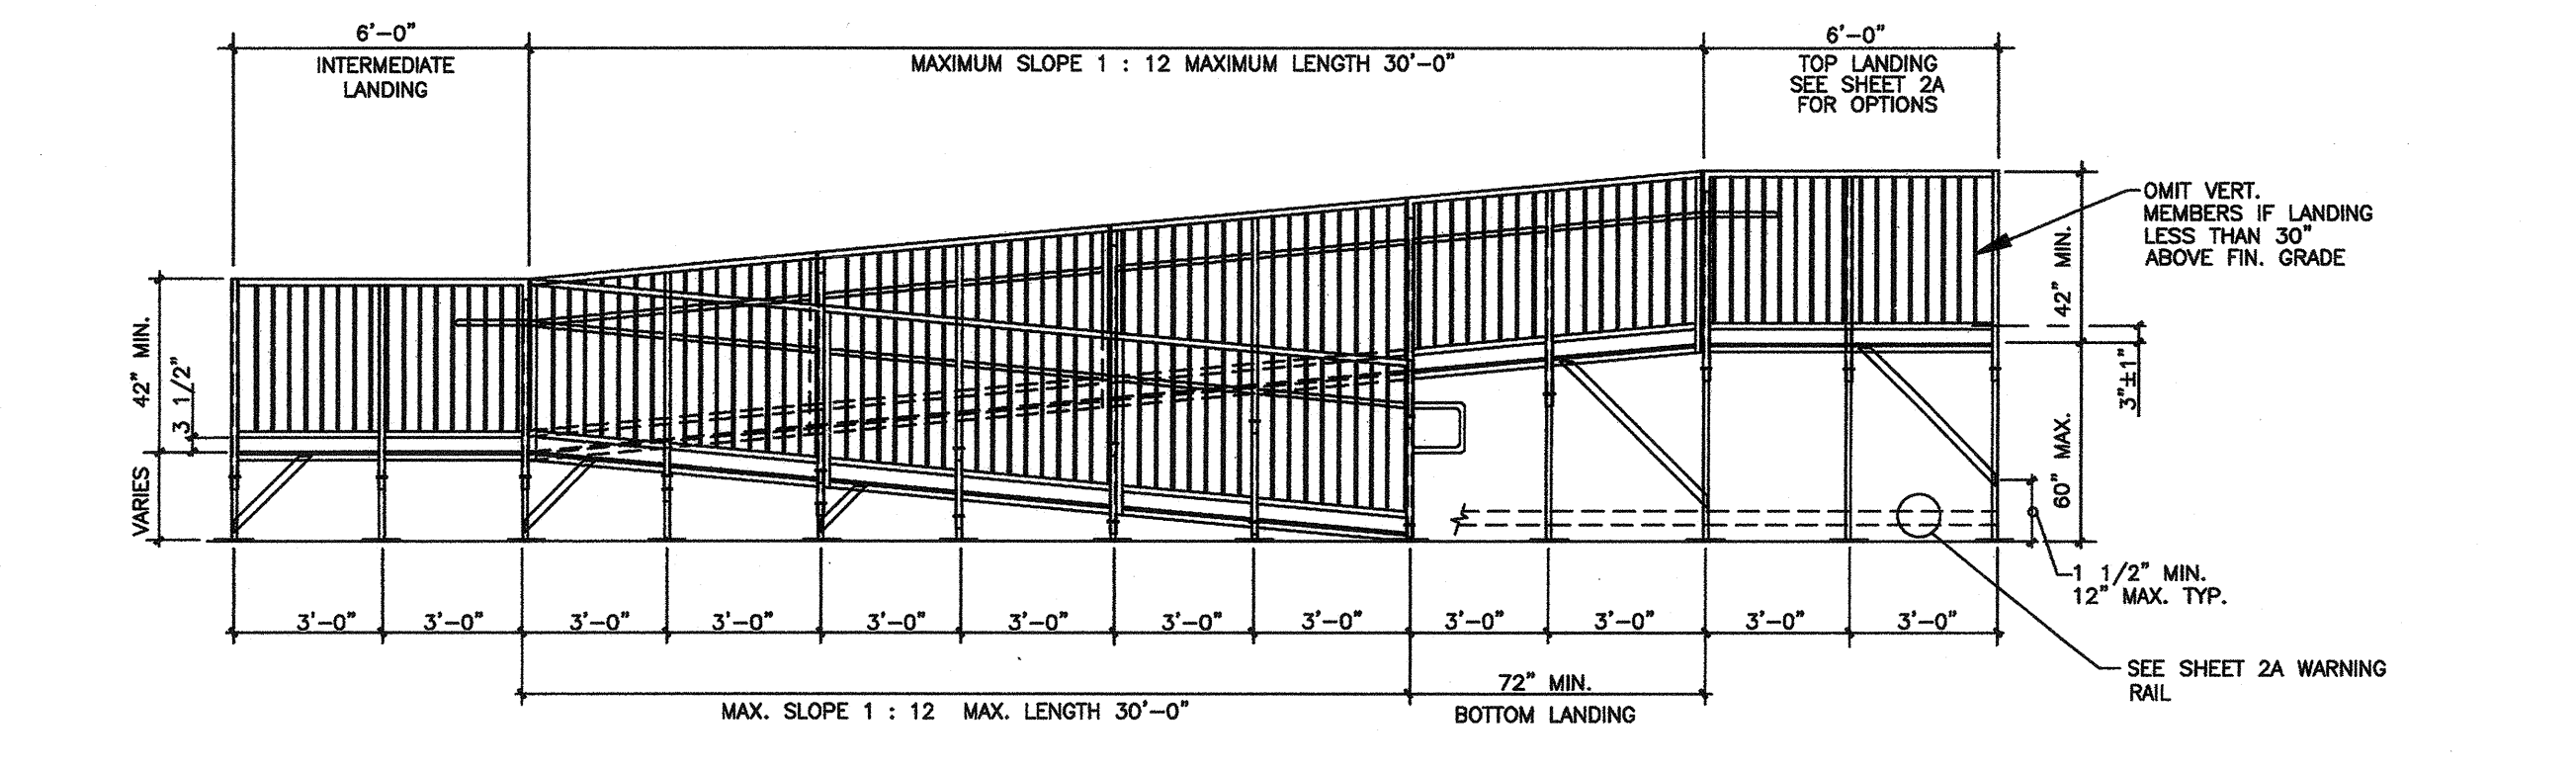 6'-0"
INTERMEDIATE
LANDING
MAXIMUM SLOPE 1 : 12 MAXIMUM LENGTH 30'-0"
6'-0"
TOP LANDING
SEE SHEET 2A
FOR OPTIONS
OMIT VERT.
MEMBERS IF LANDING
LESS THAN 30"
ABOVE FIN. GRADE
42" MIN.
3 1/2"
VARIES
42" MIN.
3"±1"
60" MAX.
1 1/2" MIN.
12" MAX. TYP.
3'-0"
3'-0"
3'-0"
3'-0"
3'-0"
3'-0"
3'-0"
3'-0"
3'-0"
3'-0"
3'-0"
3'-0"
SEE SHEET 2A WARNING
RAIL
72" MIN.
MAX. SLOPE 1 : 12 MAX. LENGTH 30'-0"
BOTTOM LANDING